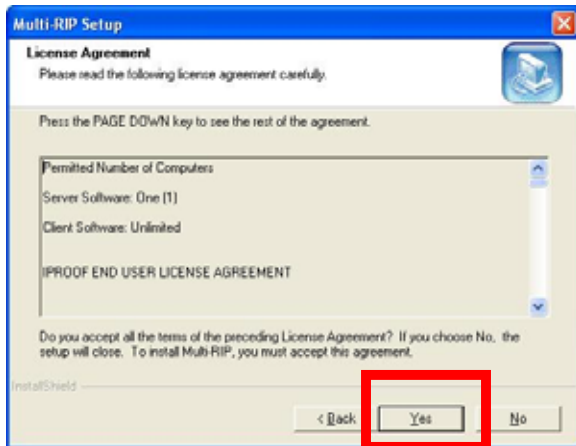 Multi-RIP Setup
License Agreement
Please read the following license agreement carefully.
Press the PAGE DOWN key to see the rest of the agreement.
Permitted Number of Computers
Server Software: One (1)
Client Software: Unlimited
IPROOF END USER LICENSE AGREEMENT
Do you accept all the terms of the preceding License Agreement? If you choose No, the
setup will close. To install Multi-RIP, you must accept this agreement.
InstallShield
< Back Yes No